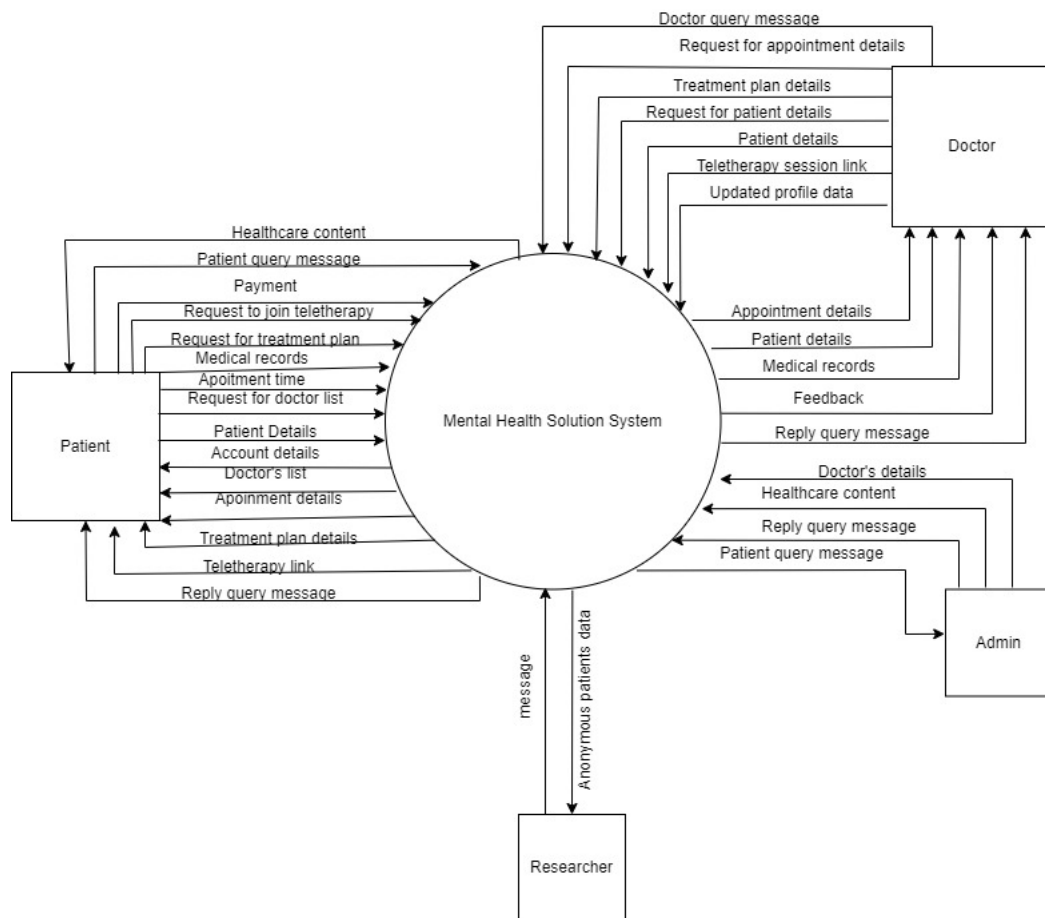 Doctor query message
Request for appointment details
Treatment plan details
Request for patient details
Patient details
Teletherapy session link
Updated profile data
Doctor
Healthcare content
Patient query message
Payment
Request to join teletherapy
Request for treatment plan
Medical records
Apoitment time
Request for doctor list
Patient Details
Account details
Doctor's list
Apoinment details
Treatment plan details
Teletherapy link
Reply query message
Patient
Mental Health Solution System
Appointment details
Patient details
Medical records
Feedback
Reply query message
Doctor's details
Healthcare content
Reply query message
Patient query message
Admin
message
Anonymous patients data
Researcher